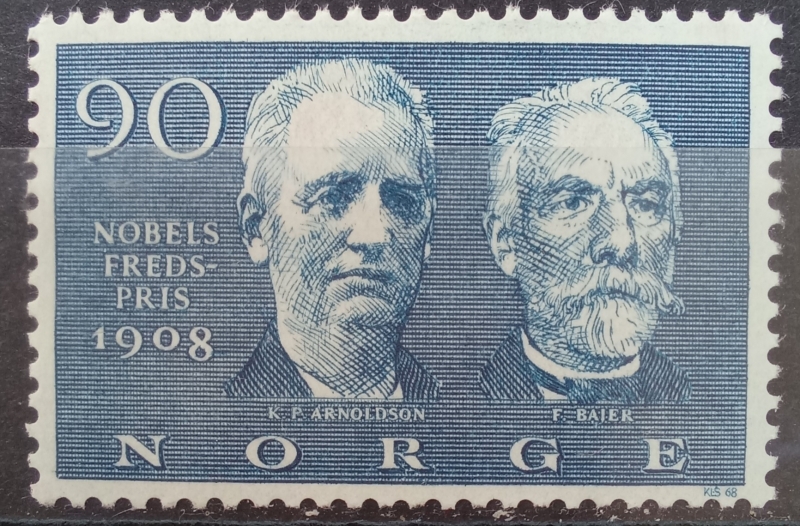 90
NOBELS
FREDS-
PRIS
1908
K. P. ARNOLDSON
F. BAJER
NORGE
KLS 68